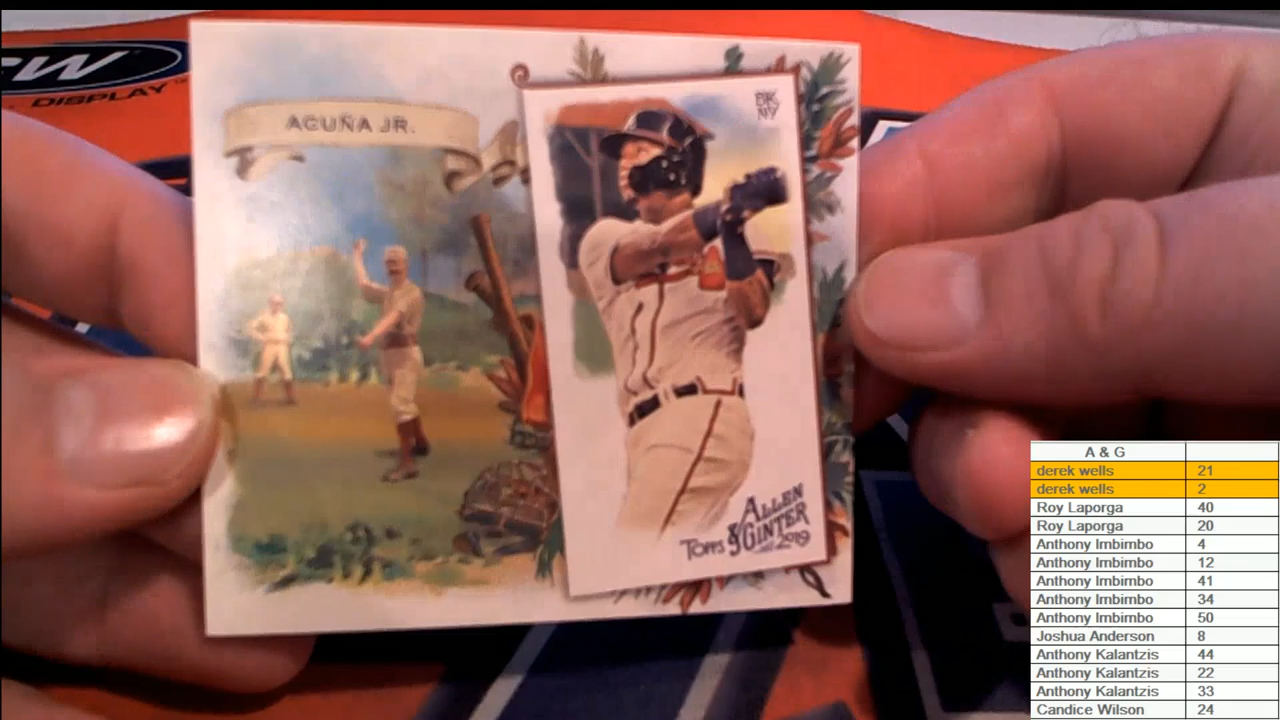 CW
DISPLAY
ACUÑA JR.
BK
NY
TOPPS ALLEN & GINTER 2019
A & G
derek wells 21
derek wells 2
Roy Laporga 40
Roy Laporga 20
Anthony Imbimbo 4
Anthony Imbimbo 12
Anthony Imbimbo 41
Anthony Imbimbo 34
Anthony Imbimbo 50
Joshua Anderson 8
Anthony Kalantzis 44
Anthony Kalantzis 22
Anthony Kalantzis 33
Candice Wilson 24